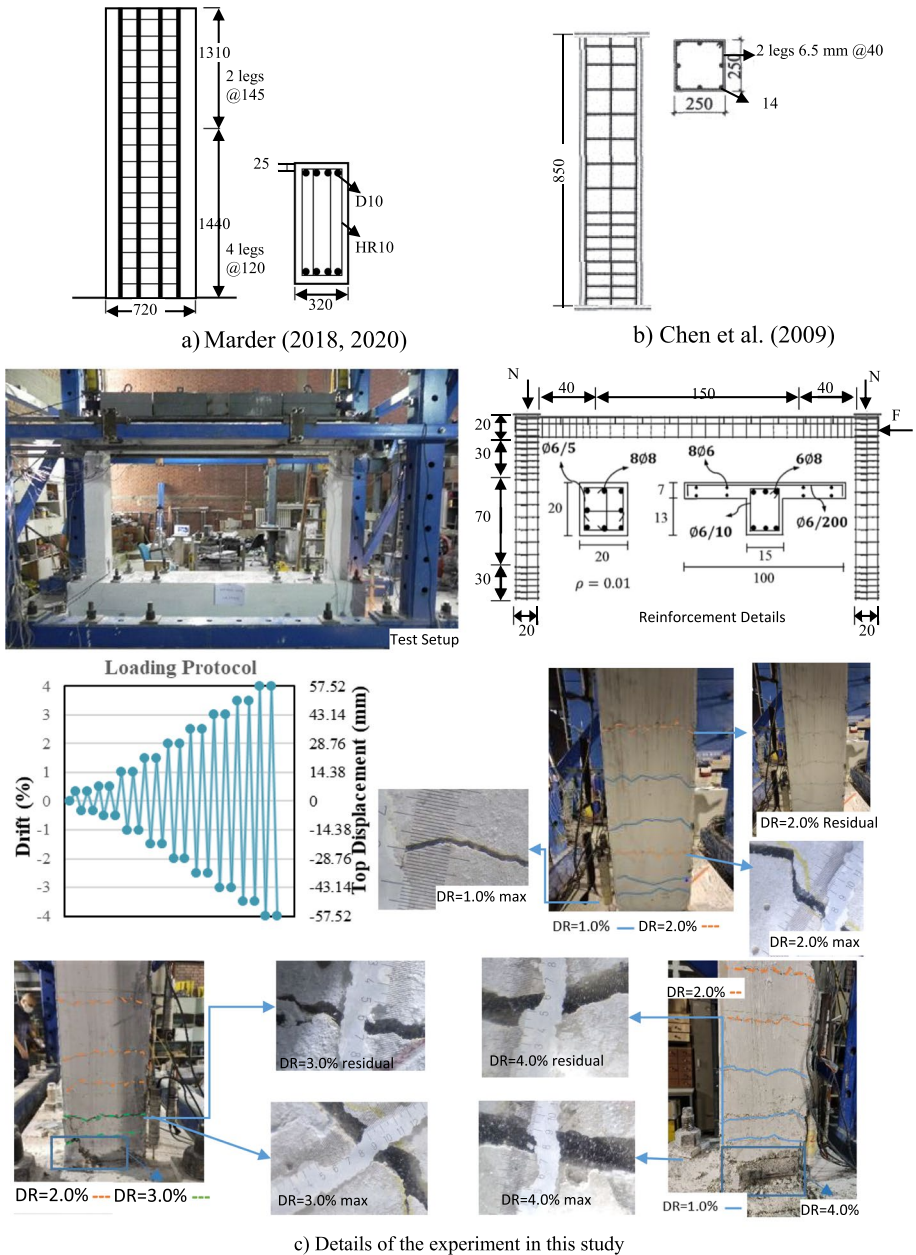 1310
2 legs
@145
1440
4 legs
@120
720
25
D10
HR10
320
a) Marder (2018, 2020)
850
2 legs 6.5 mm @40
250
250
14
b) Chen et al. (2009)
Test Setup
N
40
150
40
N
F
20
30
70
30
20
20
Ø6/5
8Ø8
20
20
ρ = 0.01
8Ø6
6Ø8
7
13
Ø6/10
Ø6/200
15
100
Reinforcement Details
Loading Protocol
Drift (%)
4
3
2
1
0
-1
-2
-3
-4
57.52
43.14
28.76
14.38
0
-14.38
-28.76
-43.14
-57.52
Top Displacement (mm)
DR=1.0% max
DR=1.0%
DR=2.0%
DR=2.0% Residual
DR=2.0% max
DR=2.0%
DR=3.0%
DR=3.0% residual
DR=3.0% max
DR=4.0% residual
DR=4.0% max
DR=2.0%
DR=1.0%
DR=4.0%
c) Details of the experiment in this study